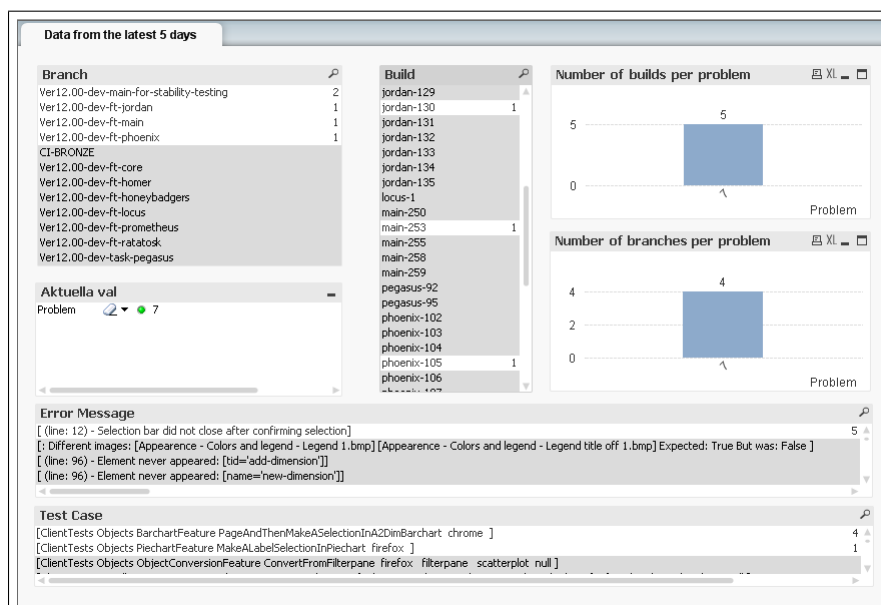 Data from the latest 5 days
Branch
Ver12.00-dev-main-for-stability-testing 2
Ver12.00-dev-ft-jordan 1
Ver12.00-dev-ft-main 1
Ver12.00-dev-ft-phoenix 1
CI-BRONZE
Ver12.00-dev-ft-core
Ver12.00-dev-ft-homer
Ver12.00-dev-ft-honeybadgers
Ver12.00-dev-ft-locus
Ver12.00-dev-ft-prometheus
Ver12.00-dev-ft-ratatosk
Ver12.00-dev-task-pegasus
Aktuella val
Problem 7
Build
jordan-129
jordan-130 1
jordan-131
jordan-132
jordan-133
jordan-134
jordan-135
locus-1
main-250
main-253 1
main-255
main-258
main-259
pegasus-92
pegasus-95
phoenix-102
phoenix-103
phoenix-104
phoenix-105 1
phoenix-106
Number of builds per problem XL
5
5
0
7
Problem
Number of branches per problem XL
4
4
2
0
7
Problem
Error Message
[ (line: 12) - Selection bar did not close after confirming selection] 5
[: Different images: [Appearence - Colors and legend - Legend 1.bmp] [Appearence - Colors and legend - Legend title off 1.bmp] Expected: True But was: False ]
[ (line: 96) - Element never appeared: [tid='add-dimension']]
[ (line: 96) - Element never appeared: [name='new-dimension']]
Test Case
[ClientTests Objects BarchartFeature PageAndThenMakeASelectionInA2DimBarchart chrome ] 4
[ClientTests Objects PiechartFeature MakeALabelSelectionInPiechart firefox ] 1
[ClientTests Objects ObjectConversionFeature ConvertFromFilterpane firefox filterpane scatterplot null ]